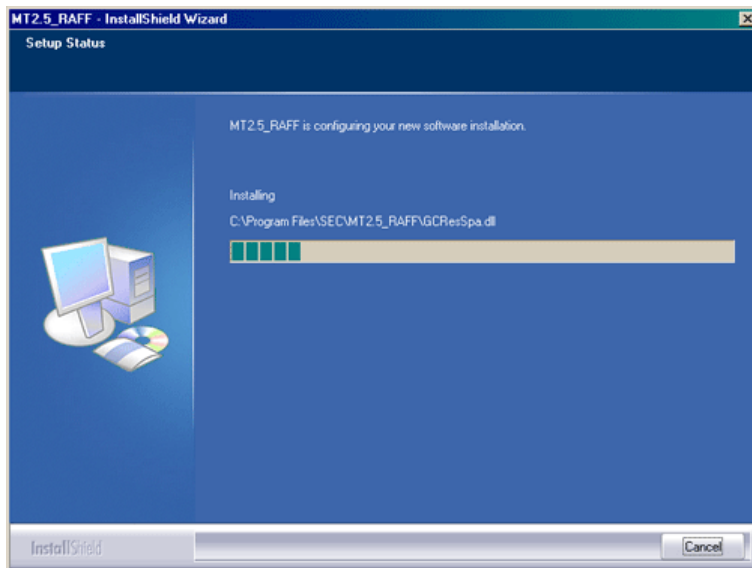 MT2.5_RAFF - InstallShield Wizard
Setup Status
MT2.5_RAFF is configuring your new software installation.
Installing
C:\Program Files\SEC\MT2.5_RAFF\GCResSpa.dll
InstallShield
Cancel